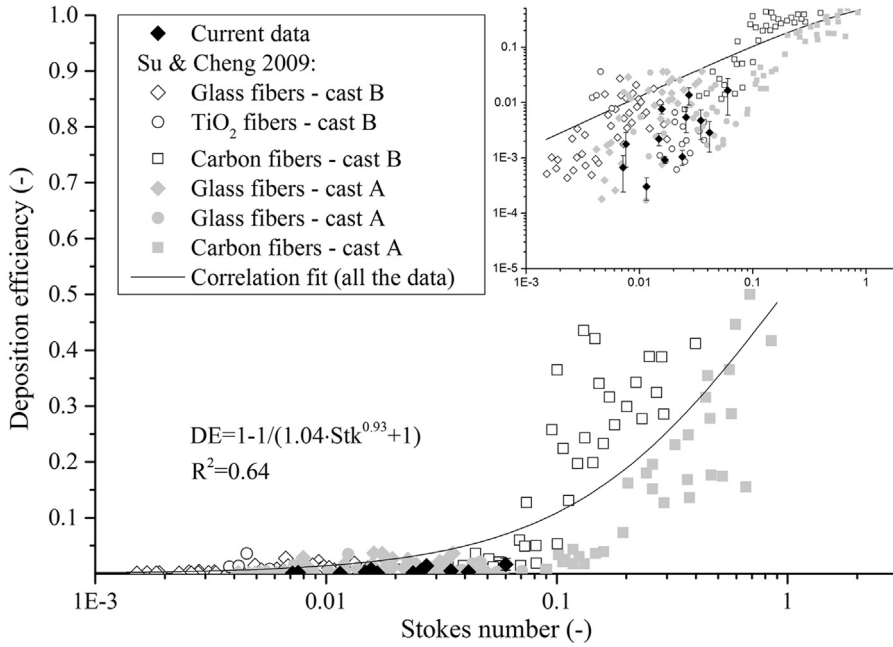 1.0
0.9
0.8
0.7
0.6
0.5
0.4
0.3
0.2
0.1
Deposition efficiency (-)
Current data
Su & Cheng 2009:
Glass fibers - cast B
TiO2 fibers - cast B
Carbon fibers - cast B
Glass fibers - cast A
Glass fibers - cast A
Carbon fibers - cast A
Correlation fit (all the data)
0.1
0.01
1E-3
1E-4
1E-5
1E-3
0.01
0.1
1
DE=1-1/(1.04·Stk^0.93+1)
R²=0.64
1E-3
0.01
0.1
1
Stokes number (-)